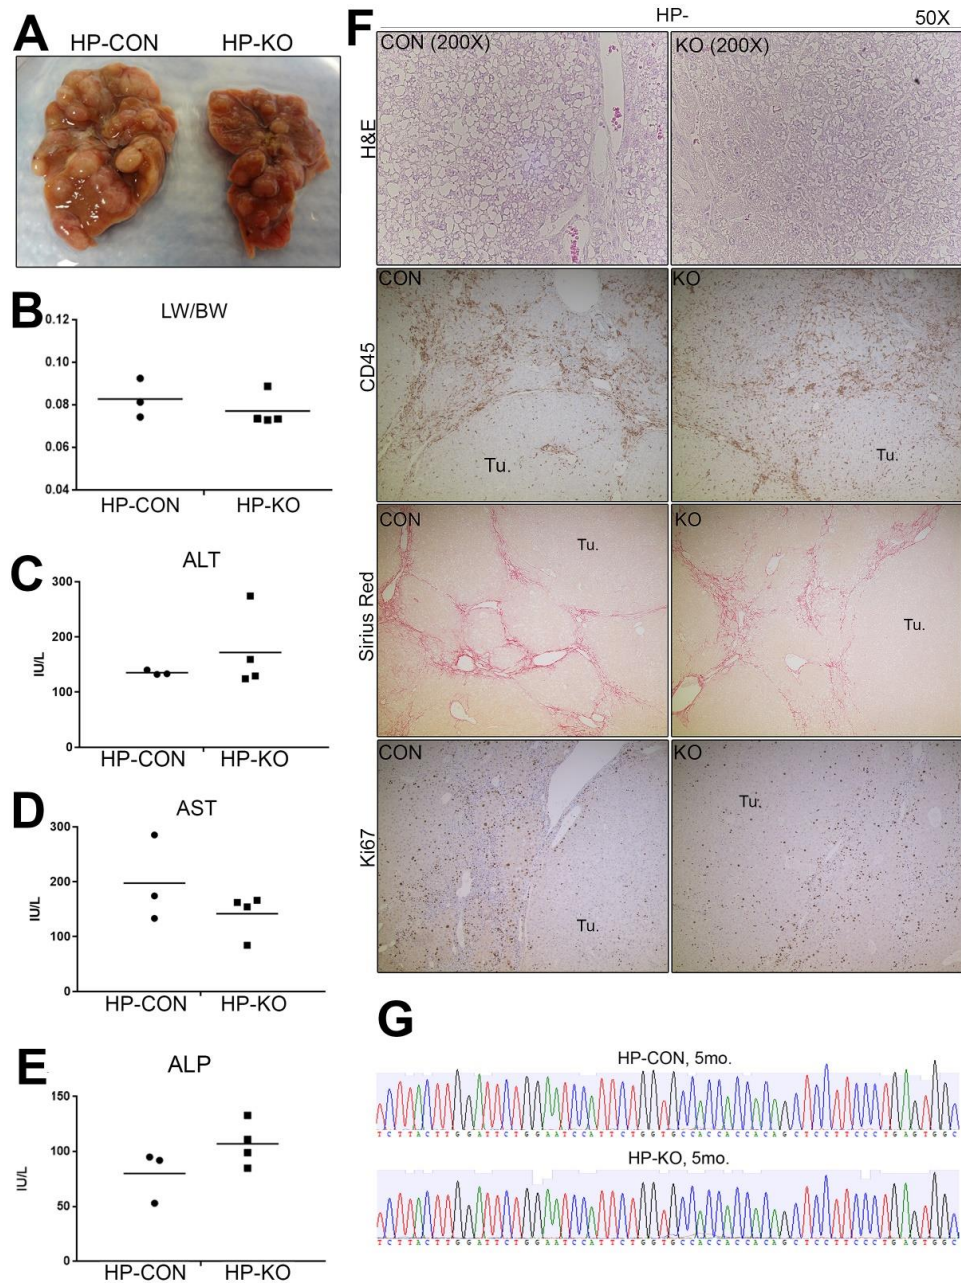 A
HP-CON HP-KO
B
LW/BW
0.12
0.10
0.08
0.06
0.04
HP-CON HP-KO
C
ALT
300
200
100
0
IU/L
HP-CON HP-KO
D
AST
300
200
100
0
IU/L
HP-CON HP-KO
E
ALP
150
100
50
0
IU/L
HP-CON HP-KO
F
HP- 50X
H&E
CON (200X) KO (200X)
CD45
CON KO
Tu. Tu.
Sirius Red
CON KO
Tu. Tu.
Ki67
CON KO
Tu. Tu.
G
HP-CON, 5mo.
TCTTACTTGGATTCTGGAATCCATTCTGGTGCCACCACCACAGCTCCTTCCCTGAGTGGC
HP-KO, 5mo.
TCTTACTTGGATTCTGGAATCCATTCTGGTGCCACCACCACAGCTCCTTCCCTGAGTGGC